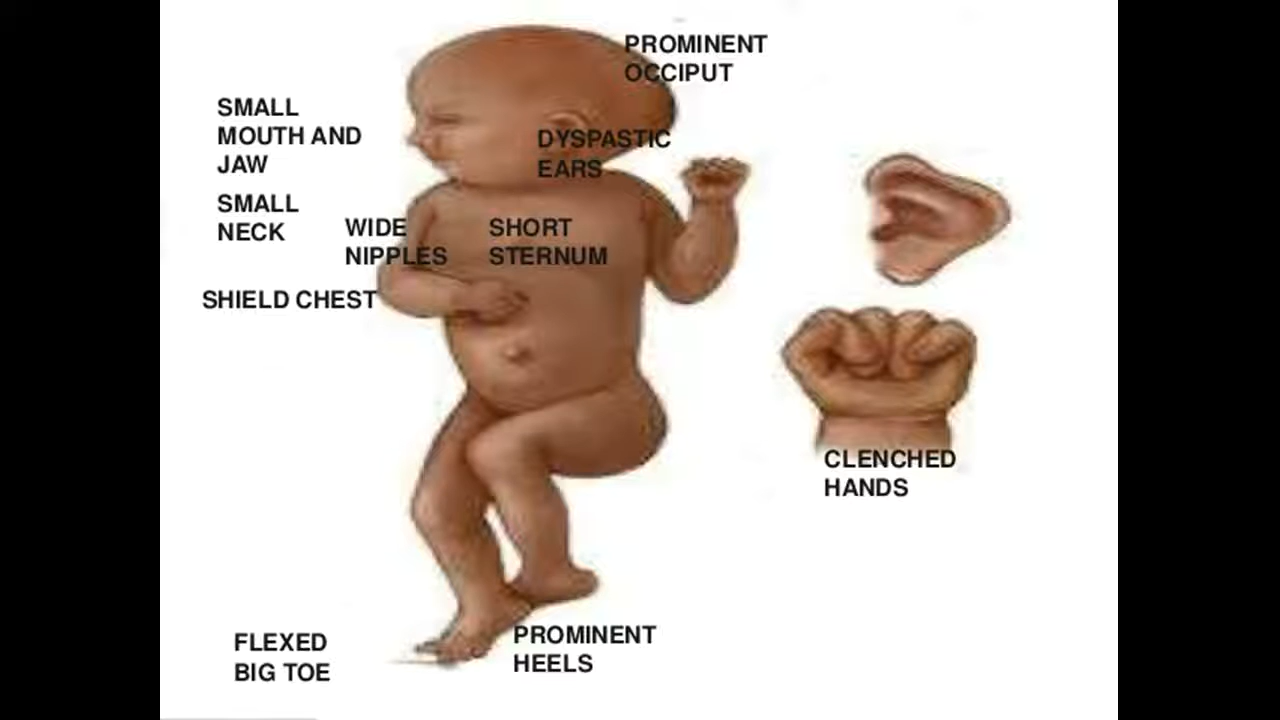 PROMINENT
OCCIPUT
SMALL
MOUTH AND
JAW
DYSPASTIC
EARS
SMALL
NECK
WIDE
NIPPLES
SHORT
STERNUM
SHIELD CHEST
CLENCHED
HANDS
FLEXED
BIG TOE
PROMINENT
HEELS